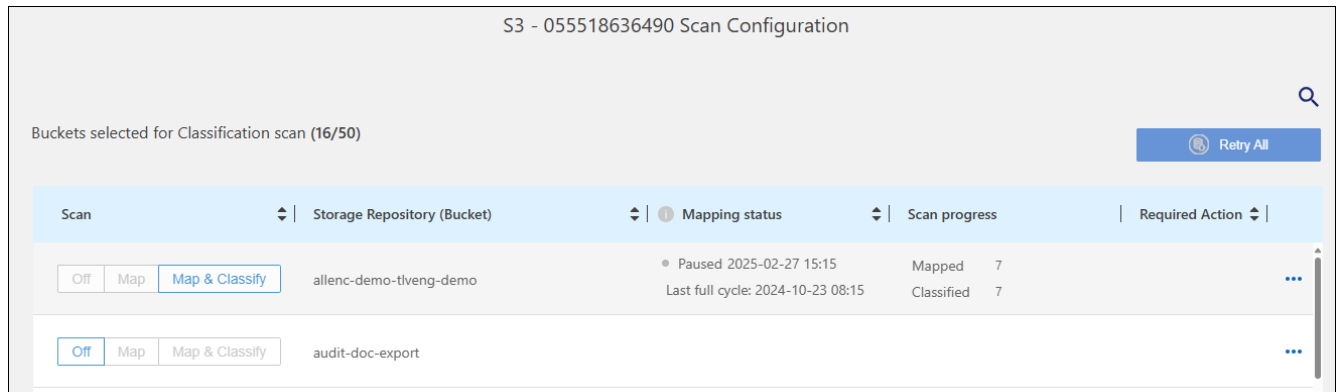 S3 - 055518636490 Scan Configuration
Buckets selected for Classification scan (16/50)
Retry All
Scan Storage Repository (Bucket) Mapping status Scan progress Required Action
Off Map Map & Classify allenc-demo-tlveng-demo Paused 2025-02-27 15:15 Mapped 7
Last full cycle: 2024-10-23 08:15 Classified 7
Off Map Map & Classify audit-doc-export